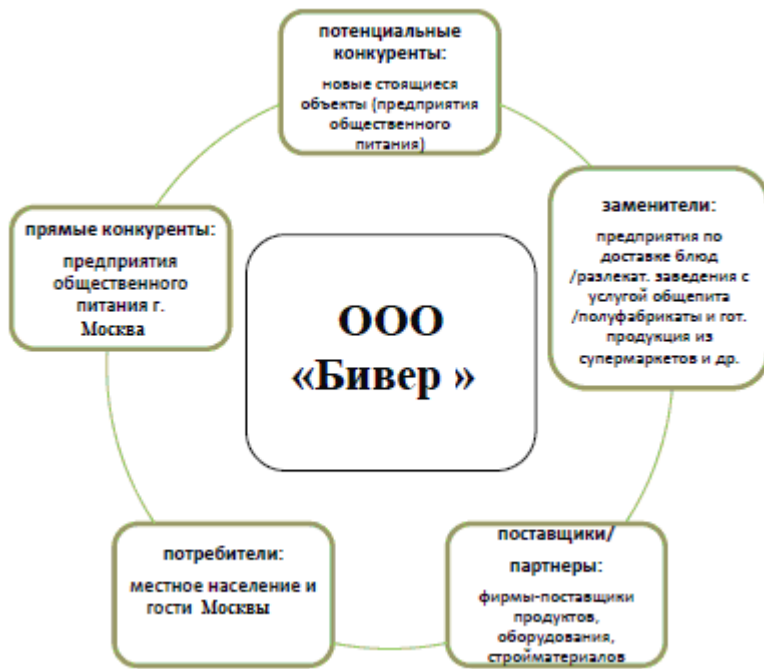 потенциальные
конкуренты:
новые стоящиеся
объекты (предприятия
общественного
питания)
прямые конкуренты:
предприятия
общественного
питания г.
Москва
ООО
«Бивер »
заменители:
предприятия по
доставке блюд
/разлекат. заведения с
услугой общепита
/полуфабрикаты и гот.
продукция из
супермаркетов и др.
потребители:
местное население и
гости Москвы
поставщики/
партнеры:
фирмы-поставщики
продуктов,
оборудования,
стройматериалов